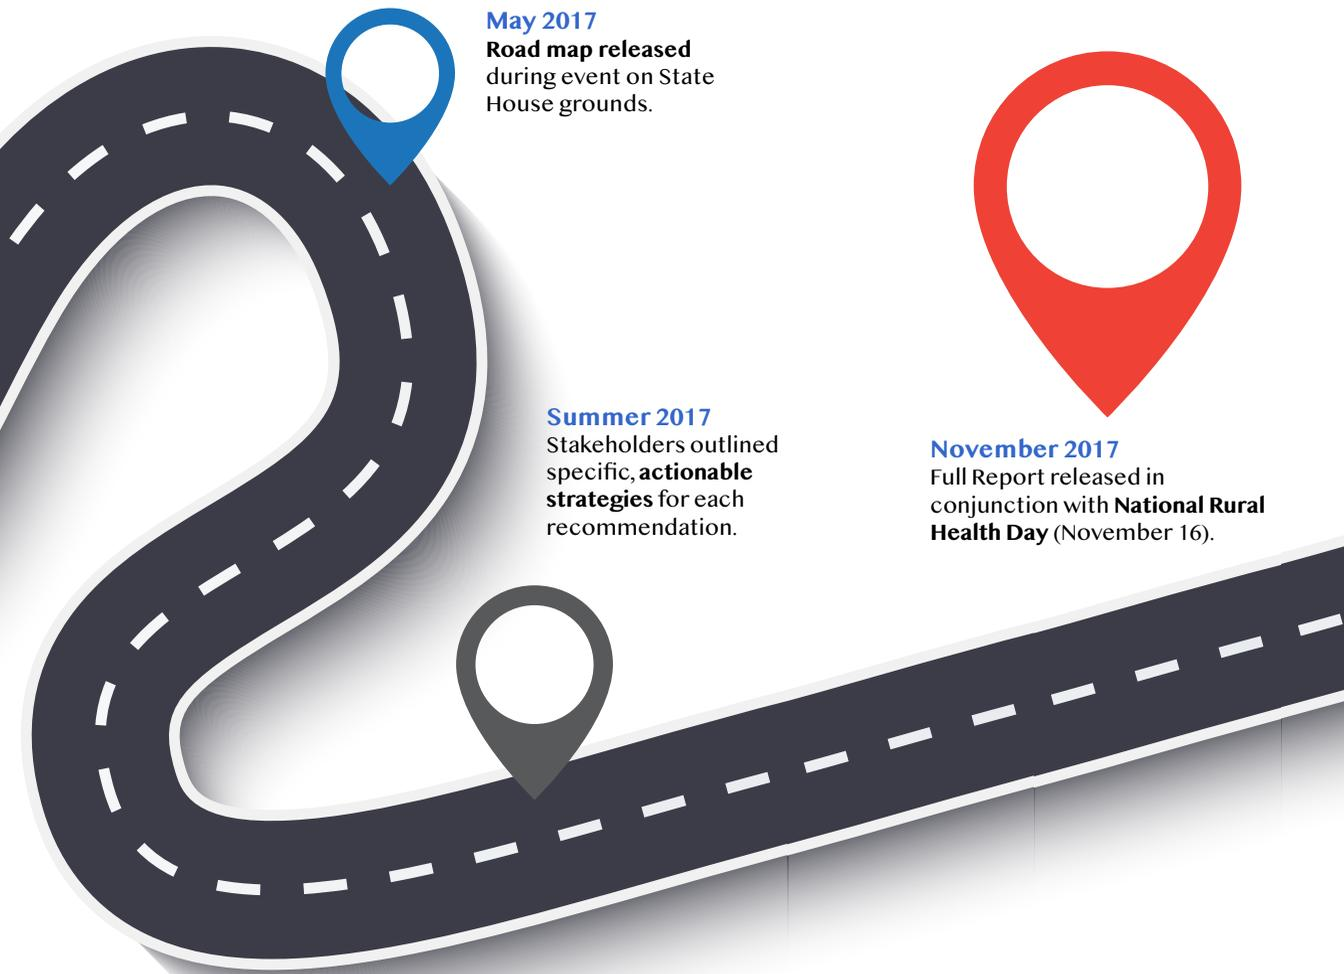 May 2017
Road map released
during event on State
House grounds.
Summer 2017
Stakeholders outlined
specific, actionable
strategies for each
recommendation.
November 2017
Full Report released in
conjunction with National Rural
Health Day (November 16).